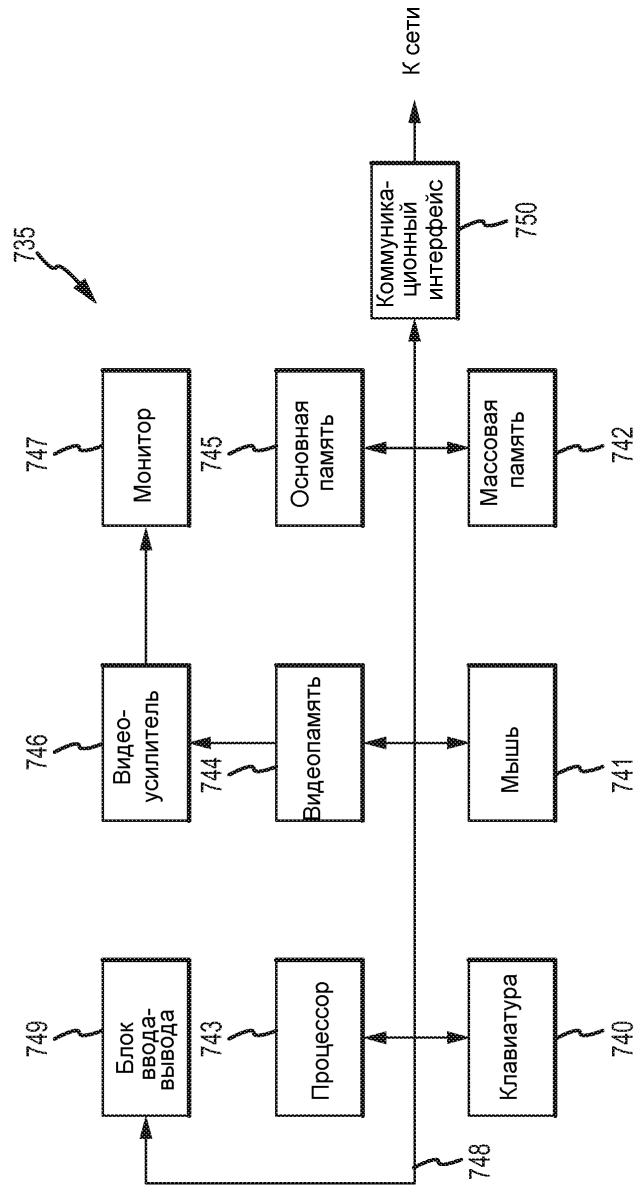 735
749
Блок
ввода-
вывода
746
Видео-
усилитель
747
Монитор
743
Процессор
744
Видеопамять
745
Основная
память
748
Коммуника-
ционный
интерфейс
750
К сети
740
Клавиатура
741
Мышь
742
Массовая
память